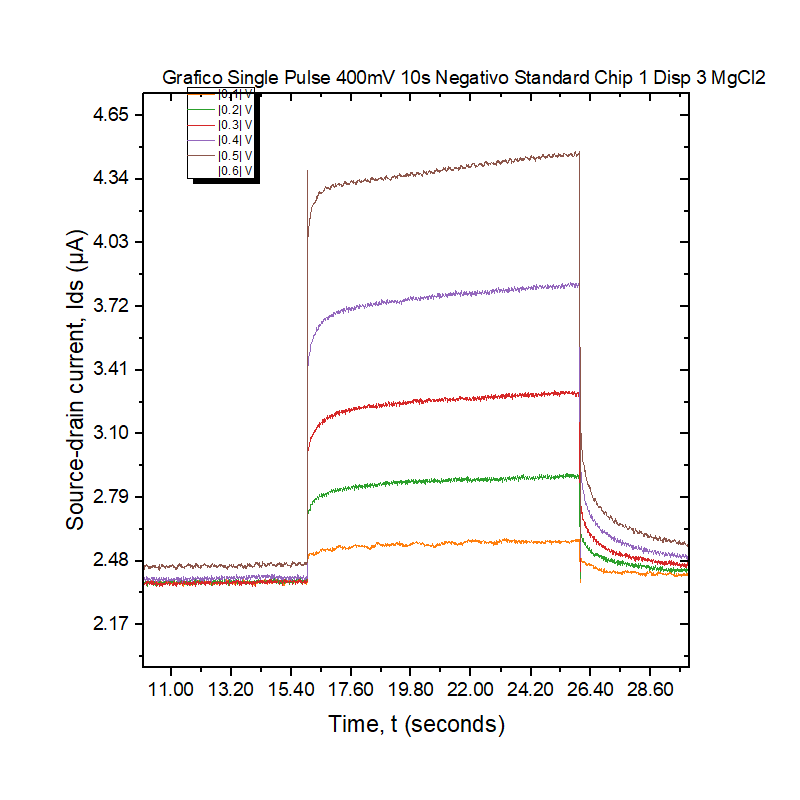 Grafico Single Pulse 400mV 10s Negativo Standard Chip 1 Disp 3 MgCl2
|0.1| V
|0.2| V
|0.3| V
|0.4| V
|0.5| V
|0.6| V
4.65
4.34
4.03
3.72
3.41
3.10
2.79
2.48
2.17
Source-drain current, Ids (µA)
11.00 13.20 15.40 17.60 19.80 22.00 24.20 26.40 28.60
Time, t (seconds)